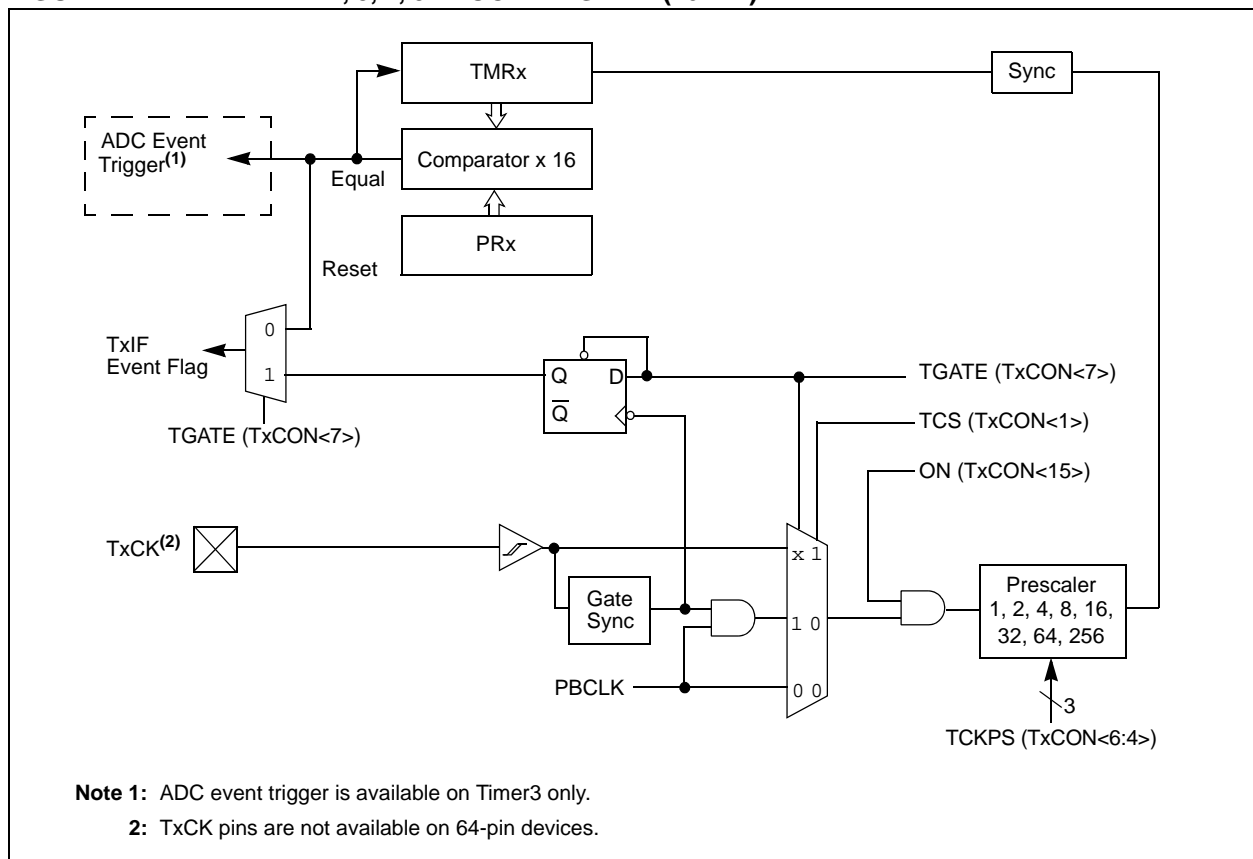 TMRx
Sync
ADC Event
Trigger(1)
Comparator x 16
Equal
PRx
Reset
0
TxIF
Event Flag
1
Q D
Q
TGATE (TxCON<7>)
TGATE (TxCON<7>)
TCS (TxCON<1>)
ON (TxCON<15>)
TxCK(2)
x 1
Gate
Sync
1 0
Prescaler
1, 2, 4, 8, 16,
32, 64, 256
PBCLK
0 0
3
TCKPS (TxCON<6:4>)
Note 1: ADC event trigger is available on Timer3 only.
2: TxCK pins are not available on 64-pin devices.